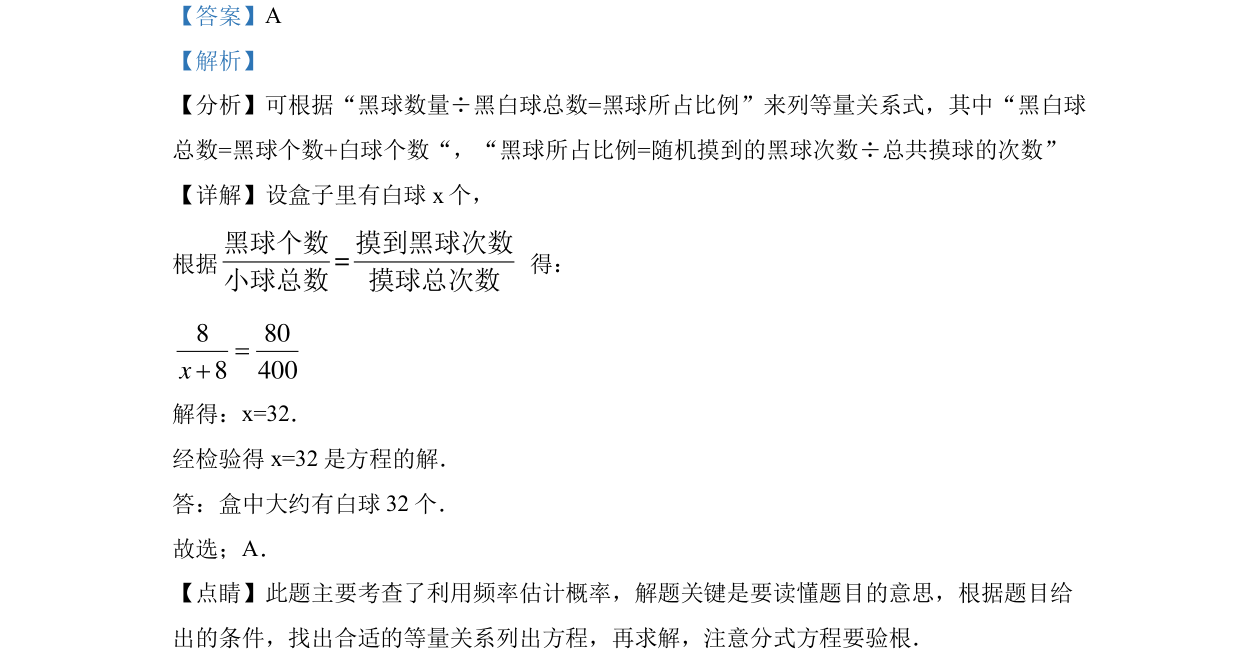 【答案】A
【解析】
【分析】可根据“黑球数量÷黑白球总数=黑球所占比例”来列等量关系式，其中“黑白球
总数=黑球个数+白球个数“，“黑球所占比例=随机摸到的黑球次数÷总共摸球的次数”
【详解】设盒子里有白球 x 个，
根据 黑球个数/小球总数=摸到黑球次数/摸球总次数 得：
8/(x+8)=80/400
解得：x=32．
经检验得 x=32 是方程的解．
答：盒中大约有白球 32 个．
故选；A．
【点睛】此题主要考查了利用频率估计概率，解题关键是要读懂题目的意思，根据题目给
出的条件，找出合适的等量关系列出方程，再求解，注意分式方程要验根．